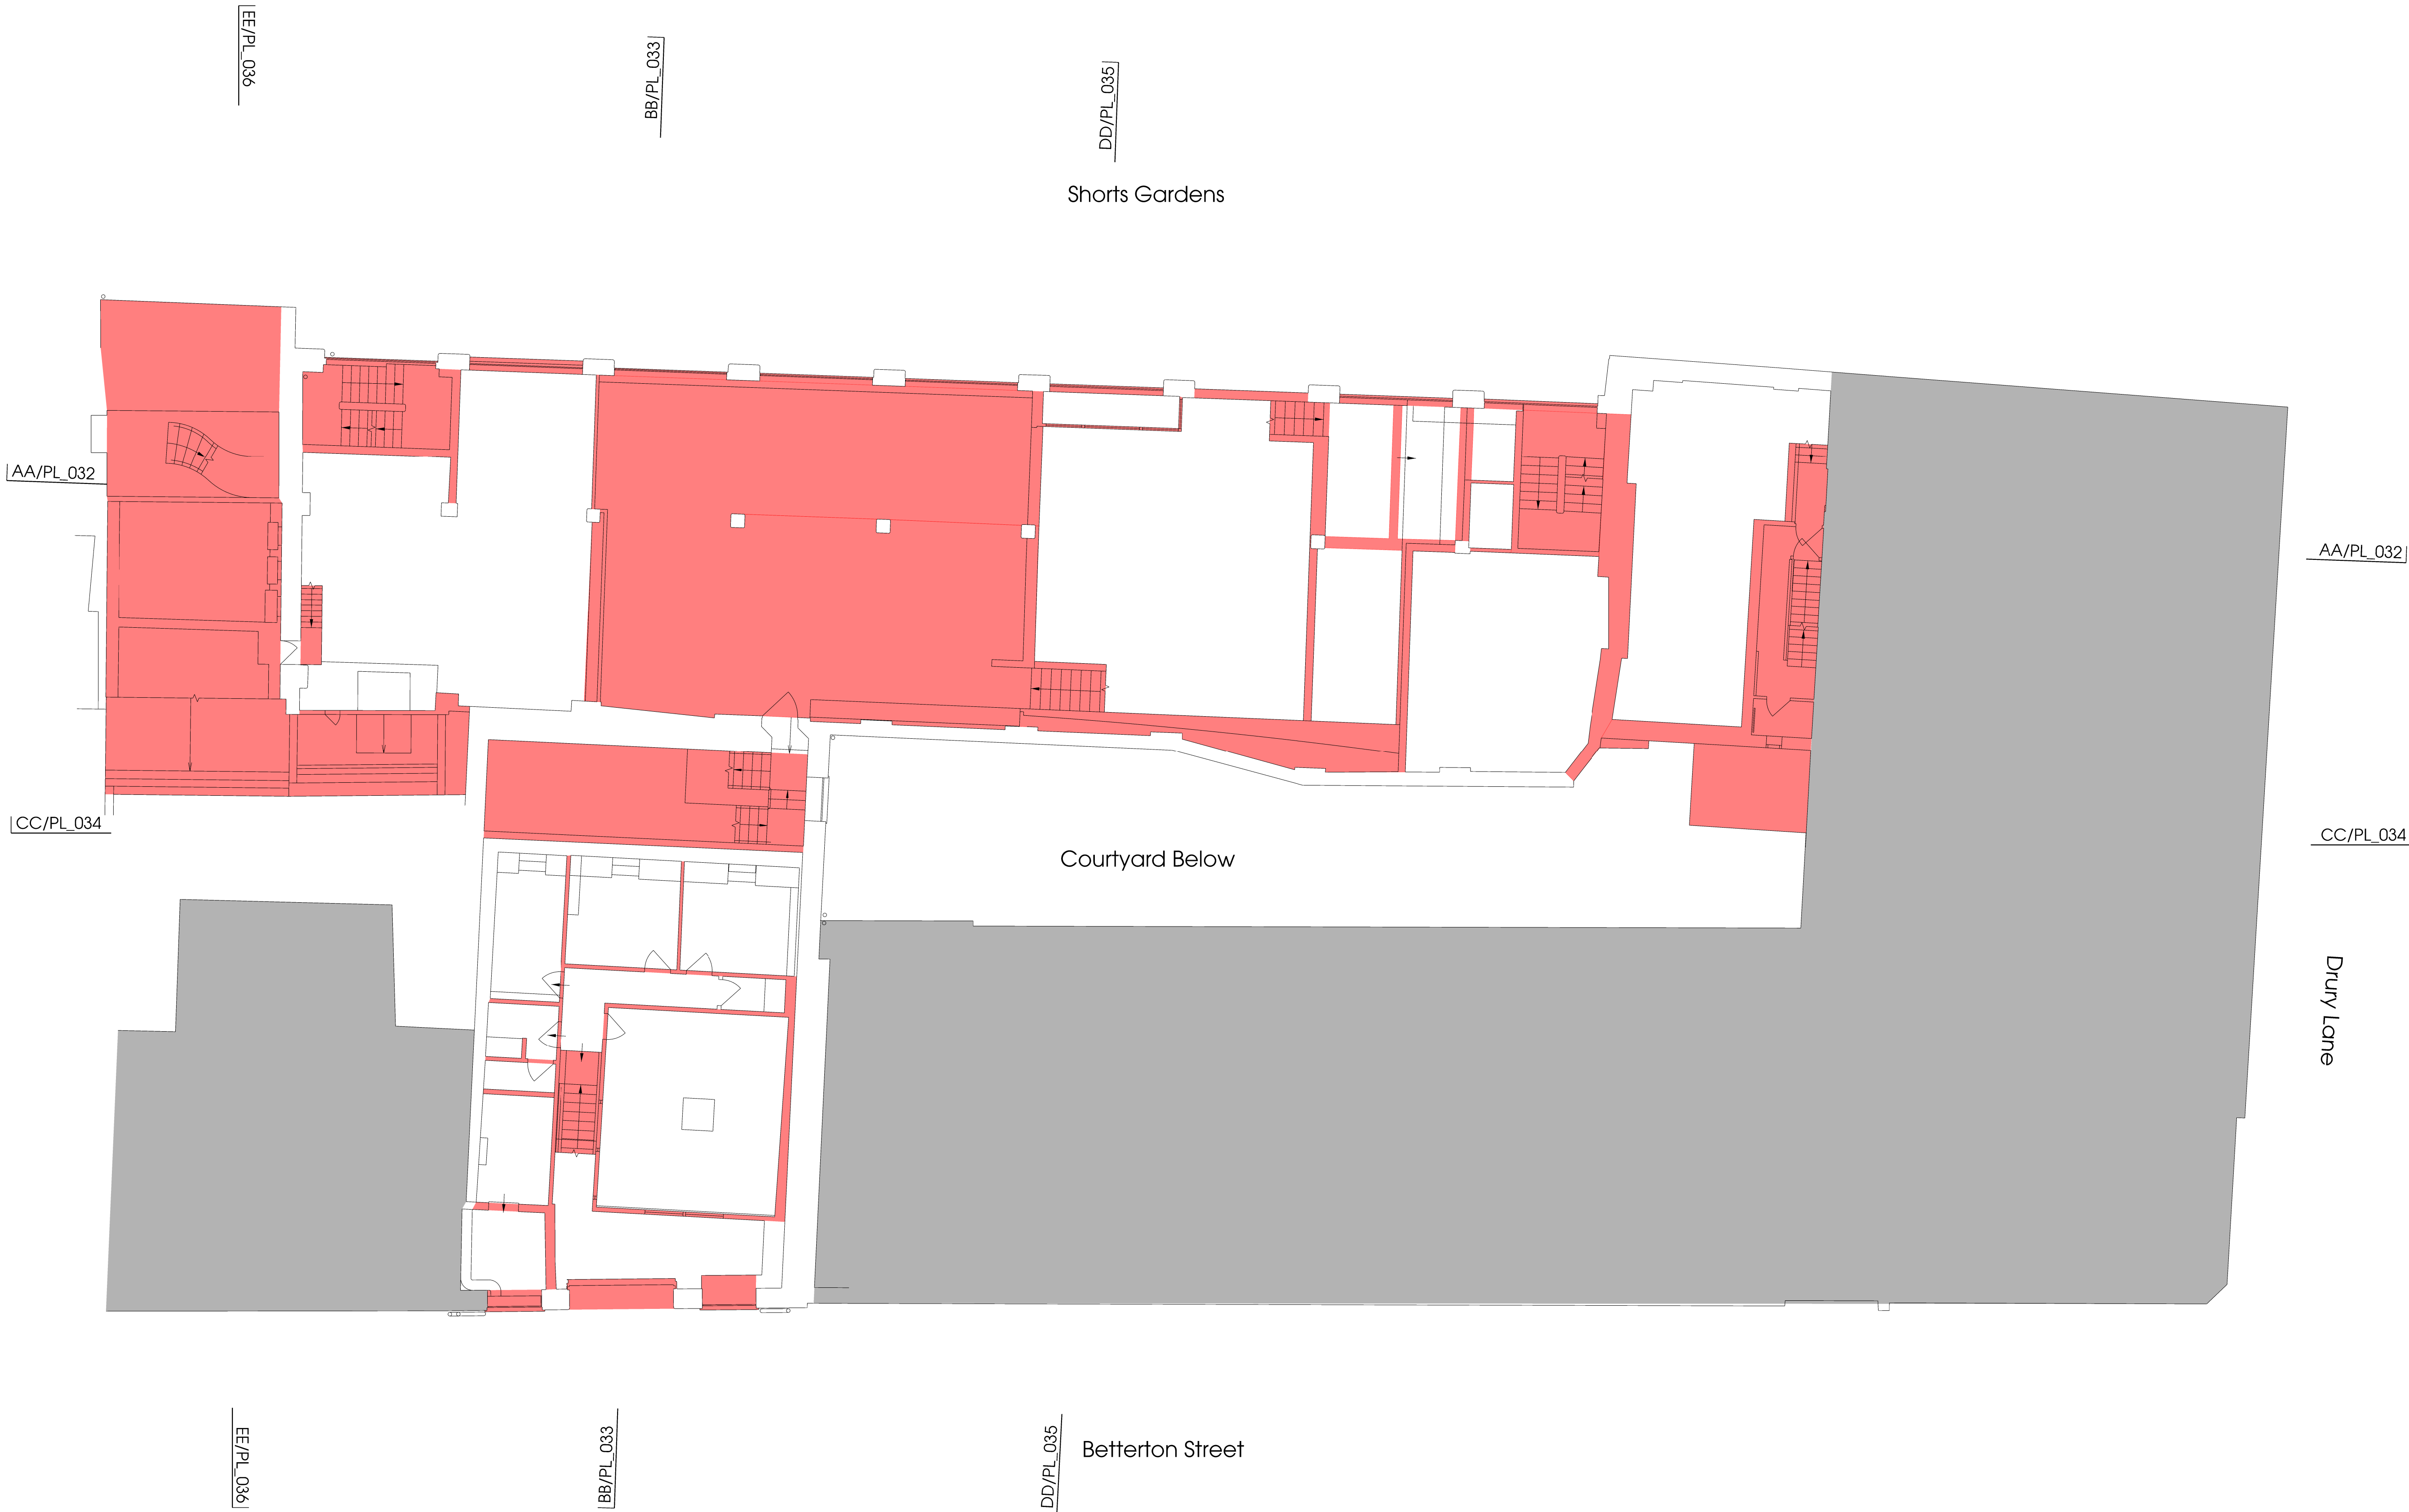 EE/PL_036
BB/PL_033
DD/PL_035
Shorts Gardens
AA/PL_032
AA/PL_032
CC/PL_034
CC/PL_034
Courtyard Below
Drury Lane
EE/PL_036
BB/PL_033
DD/PL_035
Betterton Street